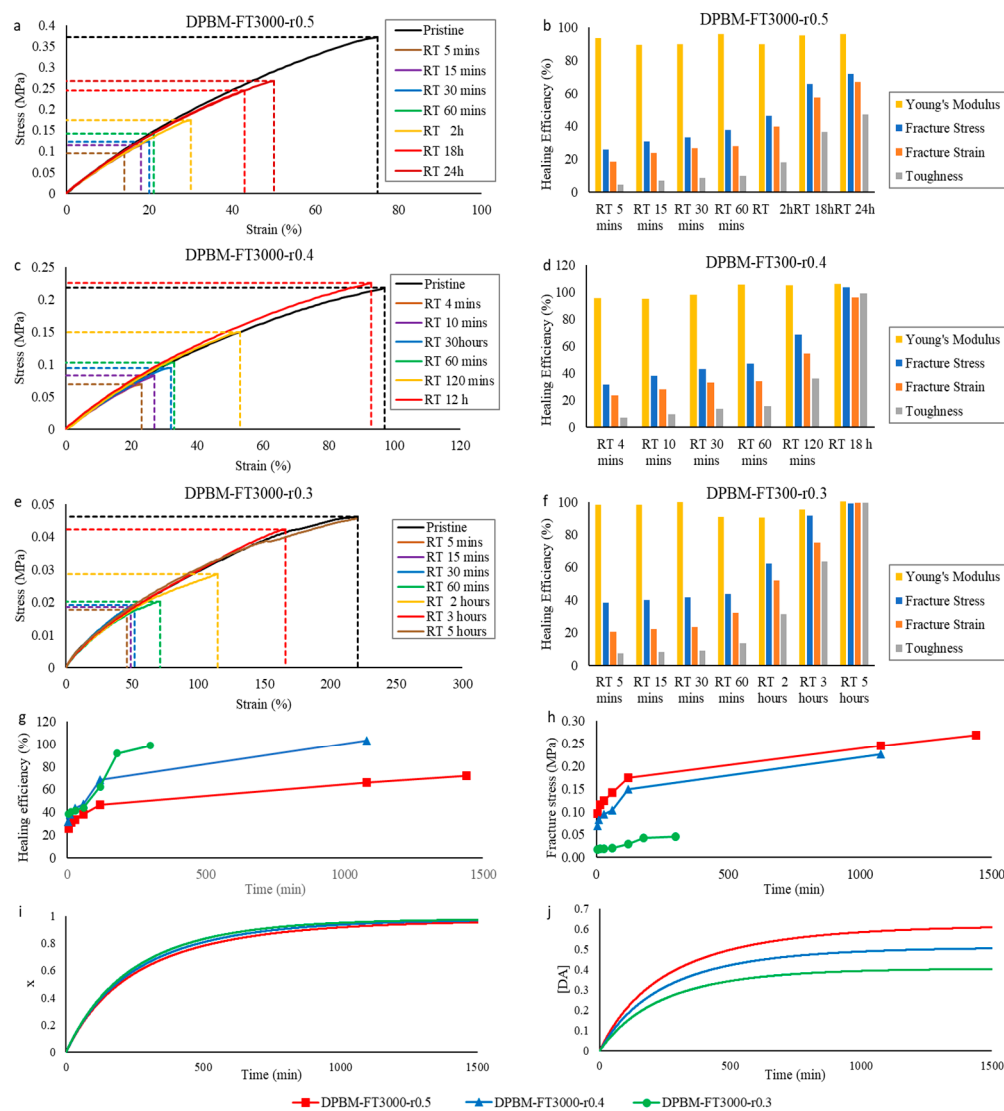 a
DPBM-FT3000-r0.5
0.4
0.35
0.3
0.25
0.2
0.15
0.1
0.05
0
Stress (MPa)
0 20 40 60 80 100
Strain (%)
Pristine
RT 5 mins
RT 15 mins
RT 30 mins
RT 60 mins
RT 2h
RT 18h
RT 24h
b
DPBM-FT3000-r0.5
100
80
60
40
20
0
Healing Efficiency (%)
RT 5 mins
RT 15 mins
RT 30 mins
RT 60 mins
RT 2h
RT 18h
RT 24h
Young's Modulus
Fracture Stress
Fracture Strain
Toughness
c
DPBM-FT3000-r0.4
0.25
0.2
0.15
0.1
0.05
0
Stress (MPa)
0 20 40 60 80 100 120
Strain (%)
Pristine
RT 4 mins
RT 10 mins
RT 30hours
RT 60 mins
RT 120 mins
RT 12 h
d
DPBM-FT300-r0.4
120
100
80
60
40
20
0
Healing Efficiency (%)
RT 4 mins
RT 10 mins
RT 30 mins
RT 60 mins
RT 120 mins
RT 18 h
Young's Modulus
Fracture Stress
Fracture Strain
Toughness
e
DPBM-FT3000-r0.3
0.05
0.04
0.03
0.02
0.01
0
Stress (MPa)
0 50 100 150 200 250 300
Strain (%)
Pristine
RT 5 mins
RT 15 mins
RT 30 mins
RT 60 mins
RT 2 hours
RT 3 hours
RT 5 hours
f
DPBM-FT300-r0.3
100
80
60
40
20
0
Healing Efficiency (%)
RT 5 mins
RT 15 mins
RT 30 mins
RT 60 mins
RT 2 hours
RT 3 hours
RT 5 hours
Young's Modulus
Fracture Stress
Fracture Strain
Toughness
g
120
100
80
60
40
20
0
Healing efficiency (%)
0 500 1000 1500
Time (min)
h
0.30
0.25
0.20
0.15
0.10
0.05
0.00
Fracture stress (MPa)
0 500 1000 1500
Time (min)
i
1
0.8
0.6
0.4
0.2
0
x
0 500 1000 1500
Time (min)
j
0.7
0.6
0.5
0.4
0.3
0.2
0.1
0
[DA]
0 500 1000 1500
Time (min)
DPBM-FT3000-r0.5 DPBM-FT3000-r0.4 DPBM-FT3000-r0.3